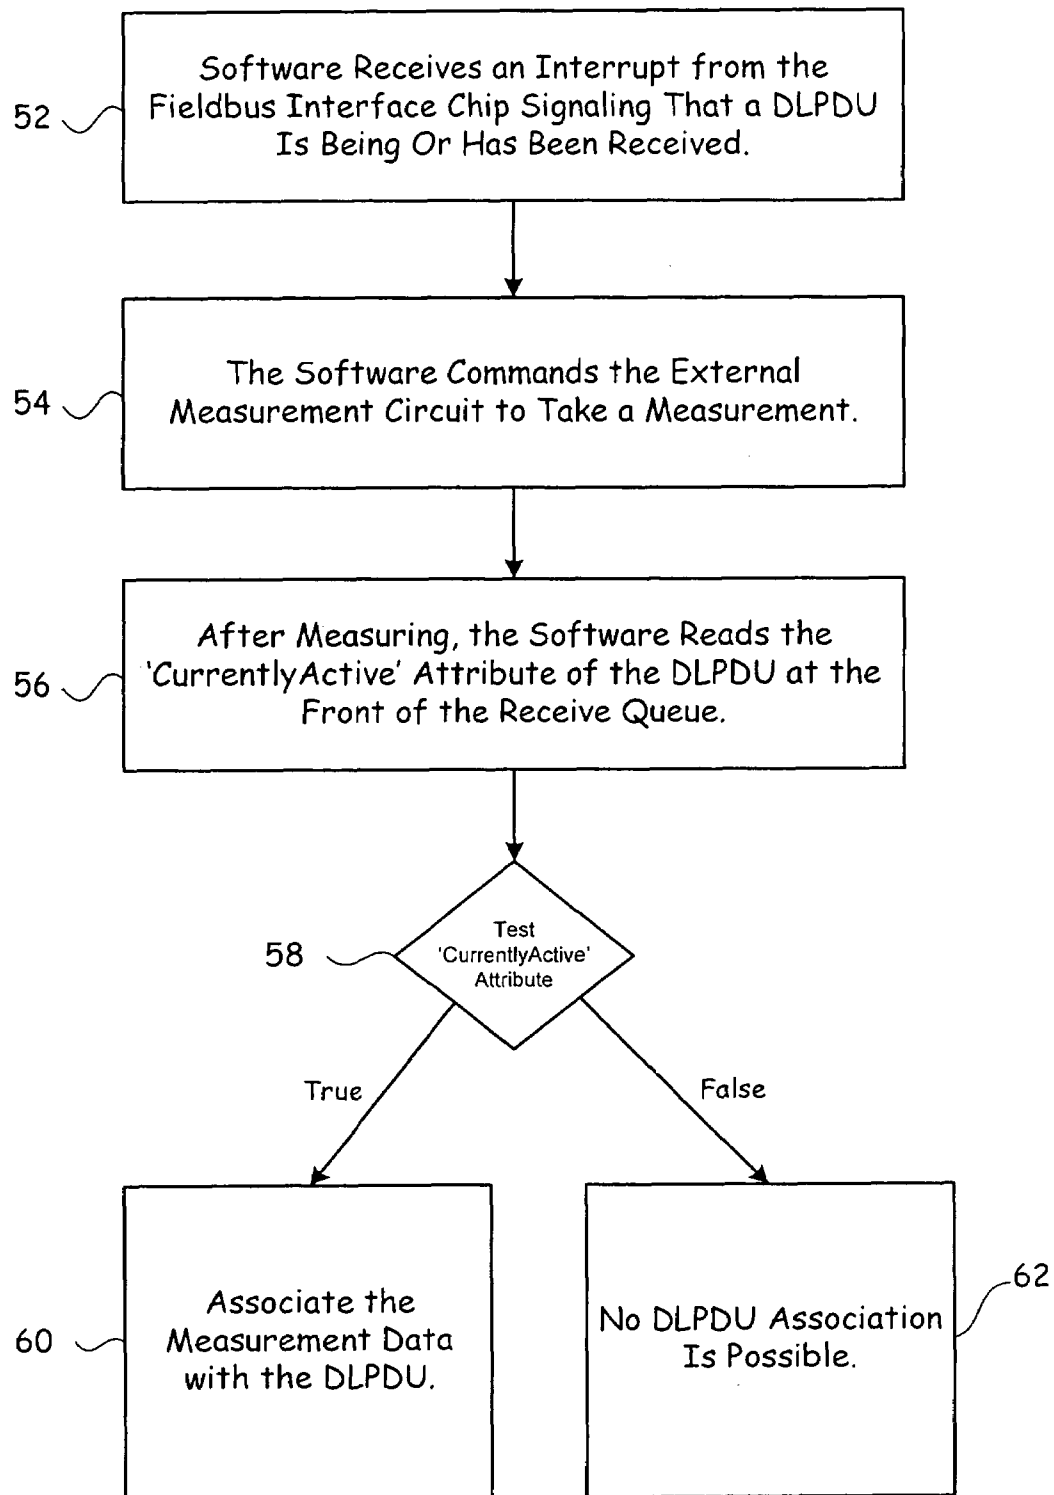 Software Receives an Interrupt from the
Fieldbus Interface Chip Signaling That a DLPDU
Is Being Or Has Been Received.
52
The Software Commands the External
Measurement Circuit to Take a Measurement.
54
After Measuring, the Software Reads the
'CurrentlyActive' Attribute of the DLPDU at the
Front of the Receive Queue.
56
Test
'CurrentlyActive'
Attribute
58
True
False
Associate the
Measurement Data
with the DLPDU.
60
No DLPDU Association
Is Possible.
62